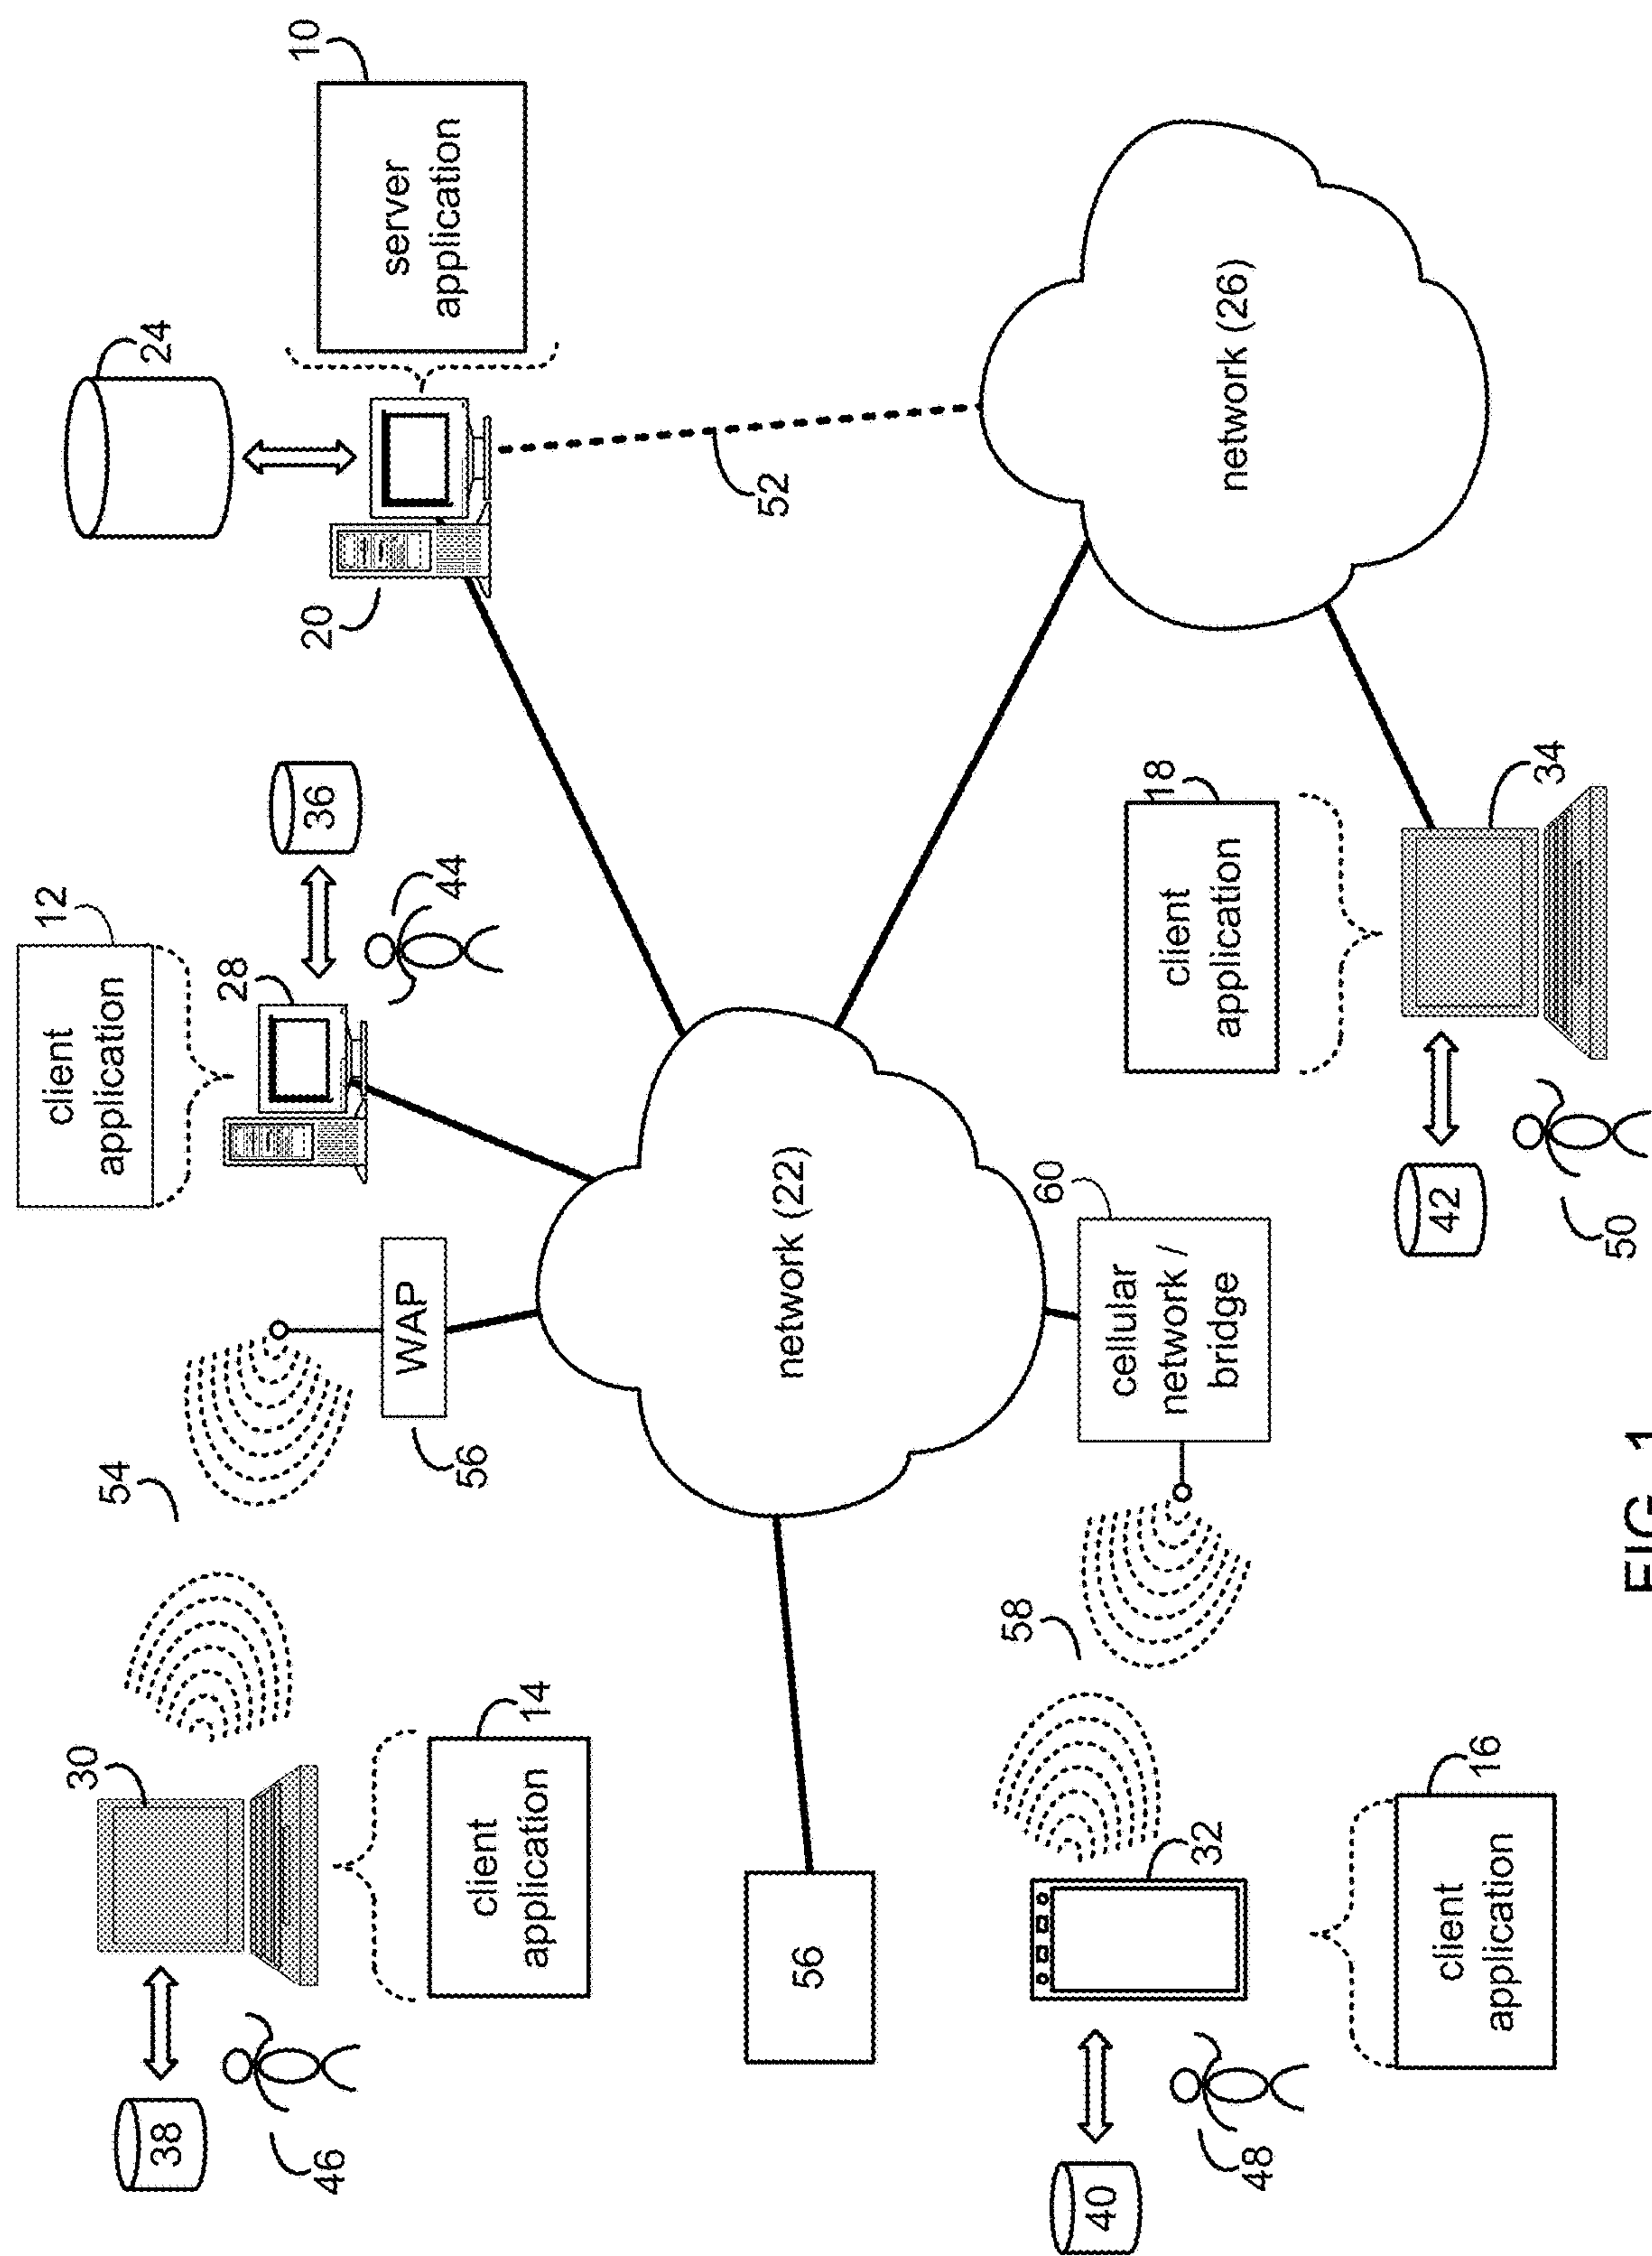 30
38
46
client
application
14
54
56
WAP
client
application
12
28
36
44
24
20
server
application
10
56
network (22)
52
network (26)
40
48
32
client
application
16
58
60
cellular
network /
bridge
client
application
18
42
50
34
FIG. 1